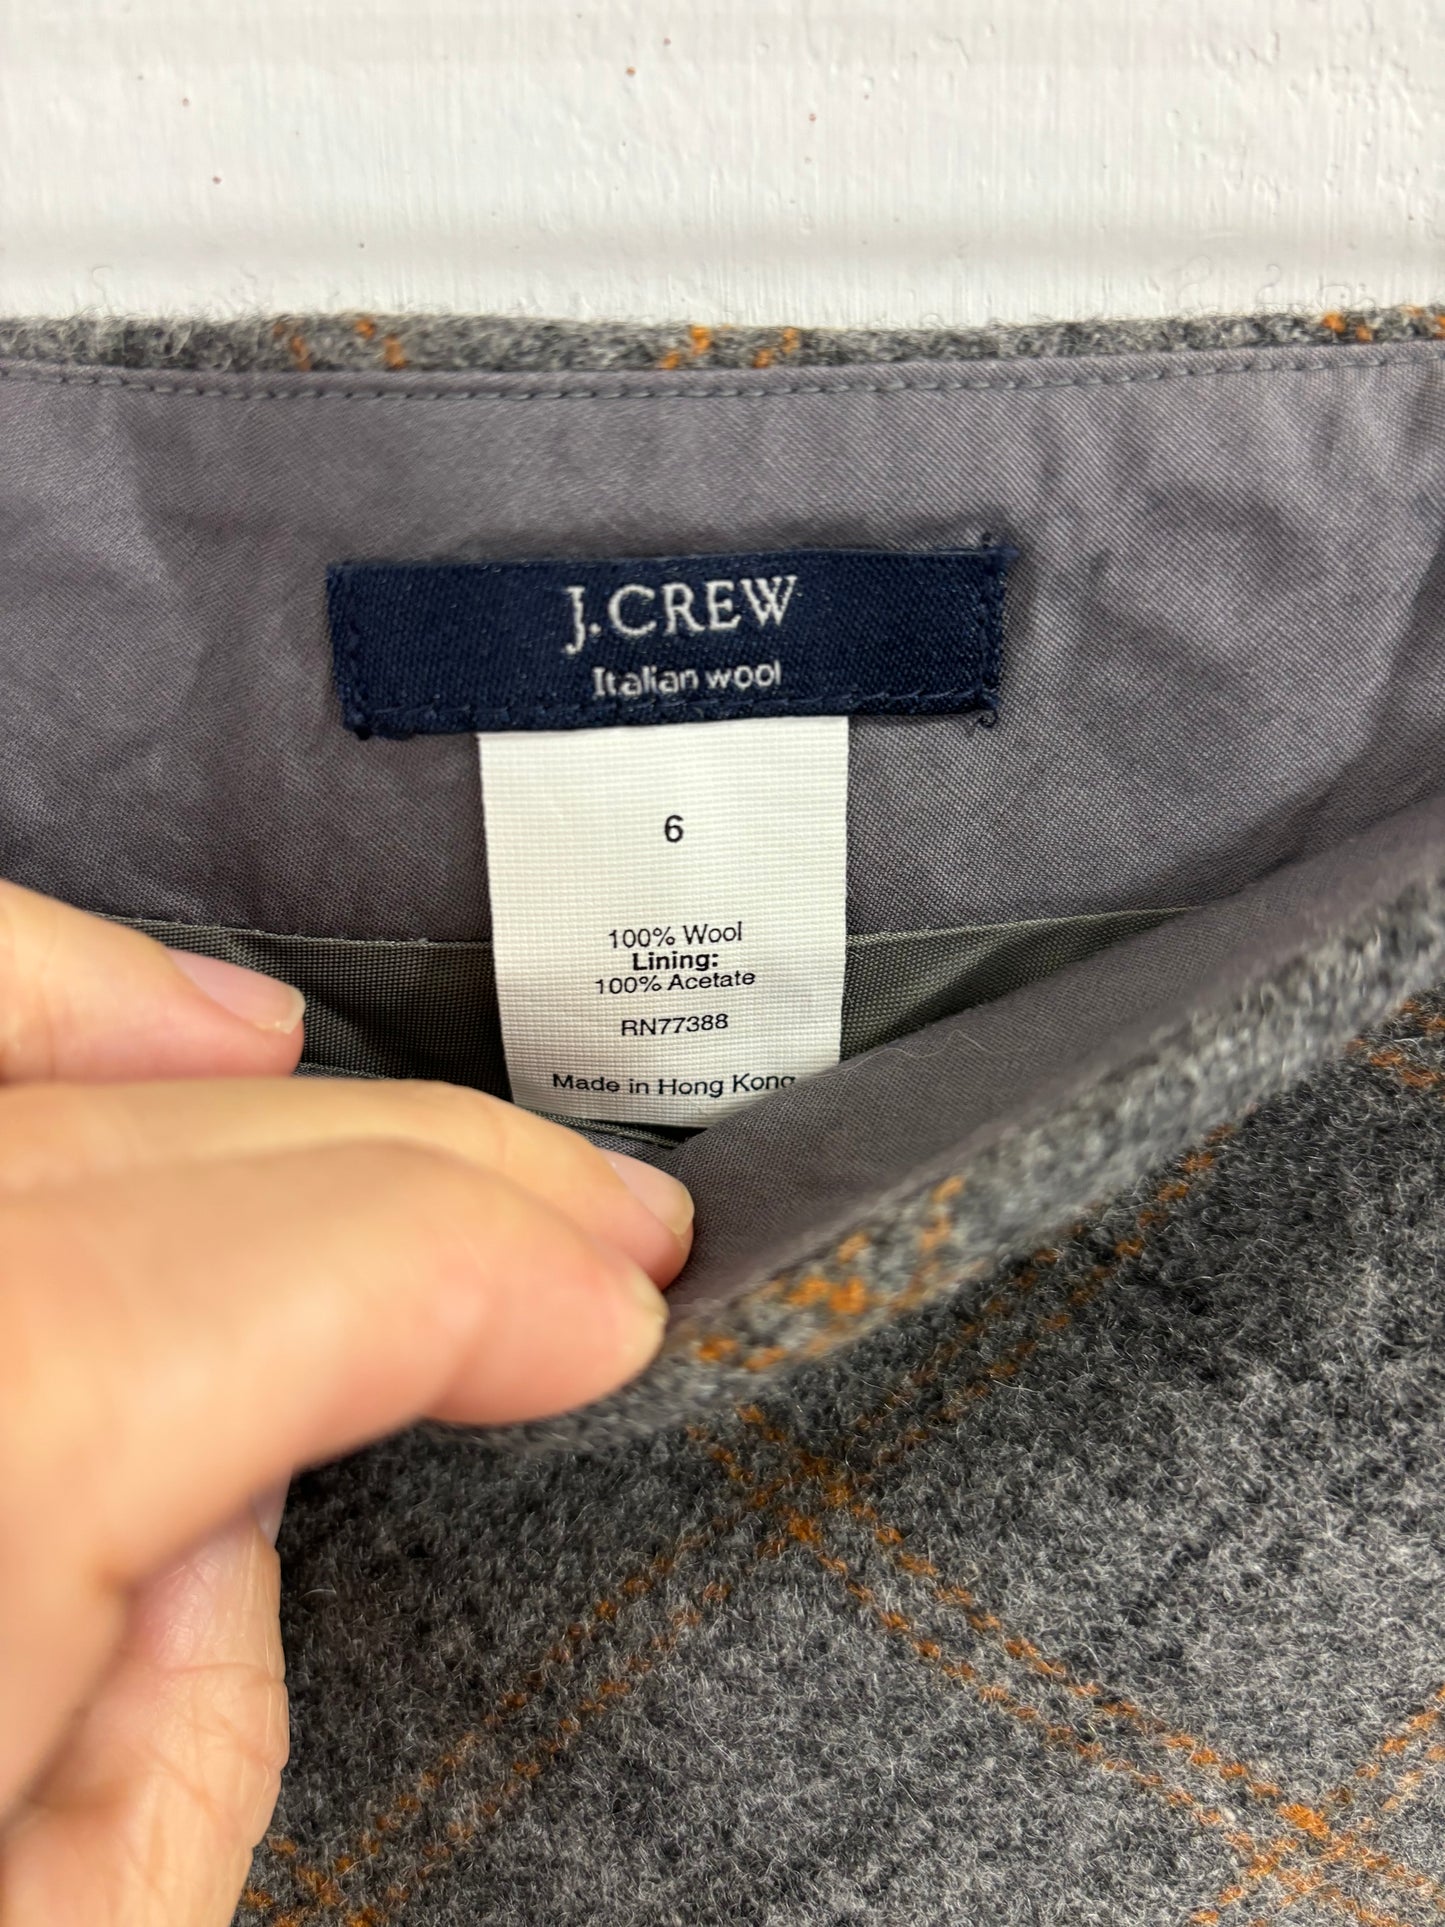 J.CREW
Italian wool
6
100% Wool
Lining:
100% Acetate
RN77388
Made in Hong Kong